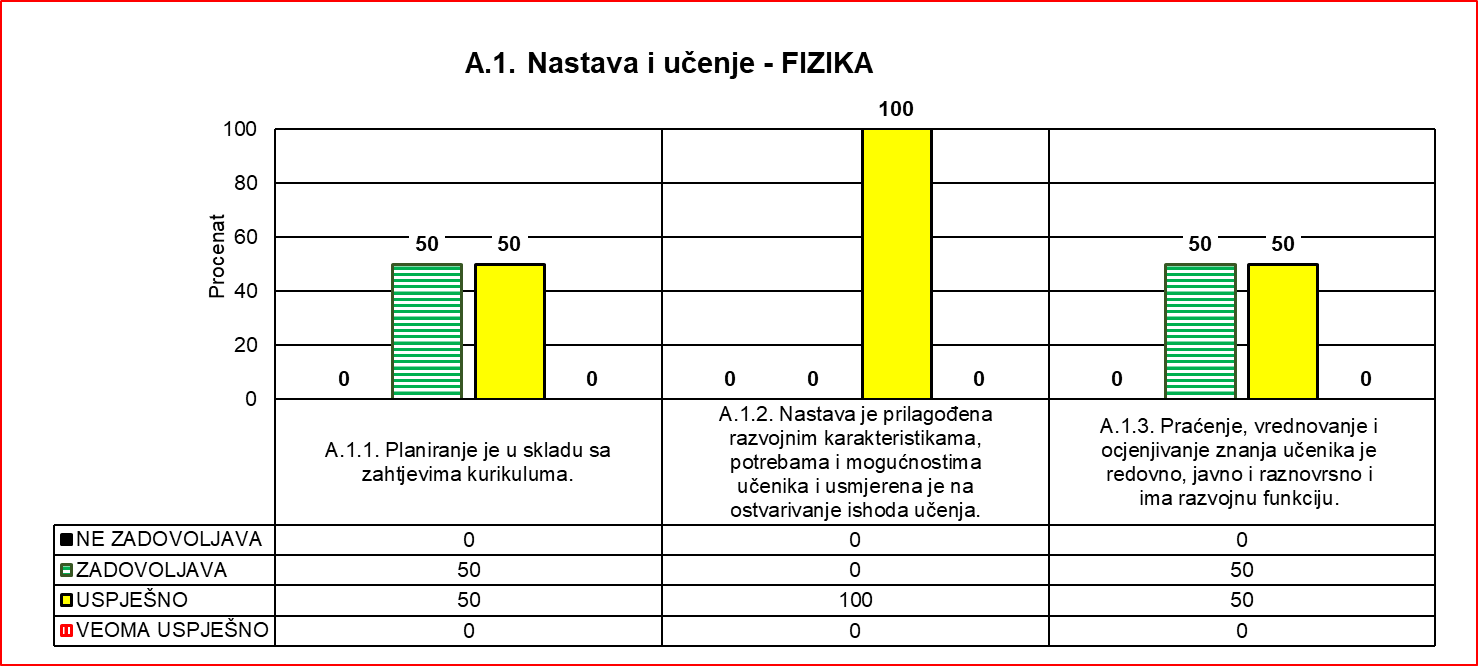 A.1. Nastava i učenje - FIZIKA
Procenat
100
80
60
40
20
0
0
50
50
0
0
0
100
0
0
50
50
0
A.1.1. Planiranje je u skladu sa
zahtjevima kurikuluma.
A.1.2. Nastava je prilagođena
razvojnim karakteristikama,
potrebama i mogućnostima
učenika i usmjerena je na
ostvarivanje ishoda učenja.
A.1.3. Praćenje, vrednovanje i
ocjenjivanje znanja učenika je
redovno, javno i raznovrsno i
ima razvojnu funkciju.
NE ZADOVOLJAVA 0 0 0
ZADOVOLJAVA 50 0 50
USPJEŠNO 50 100 50
VEOMA USPJEŠNO 0 0 0